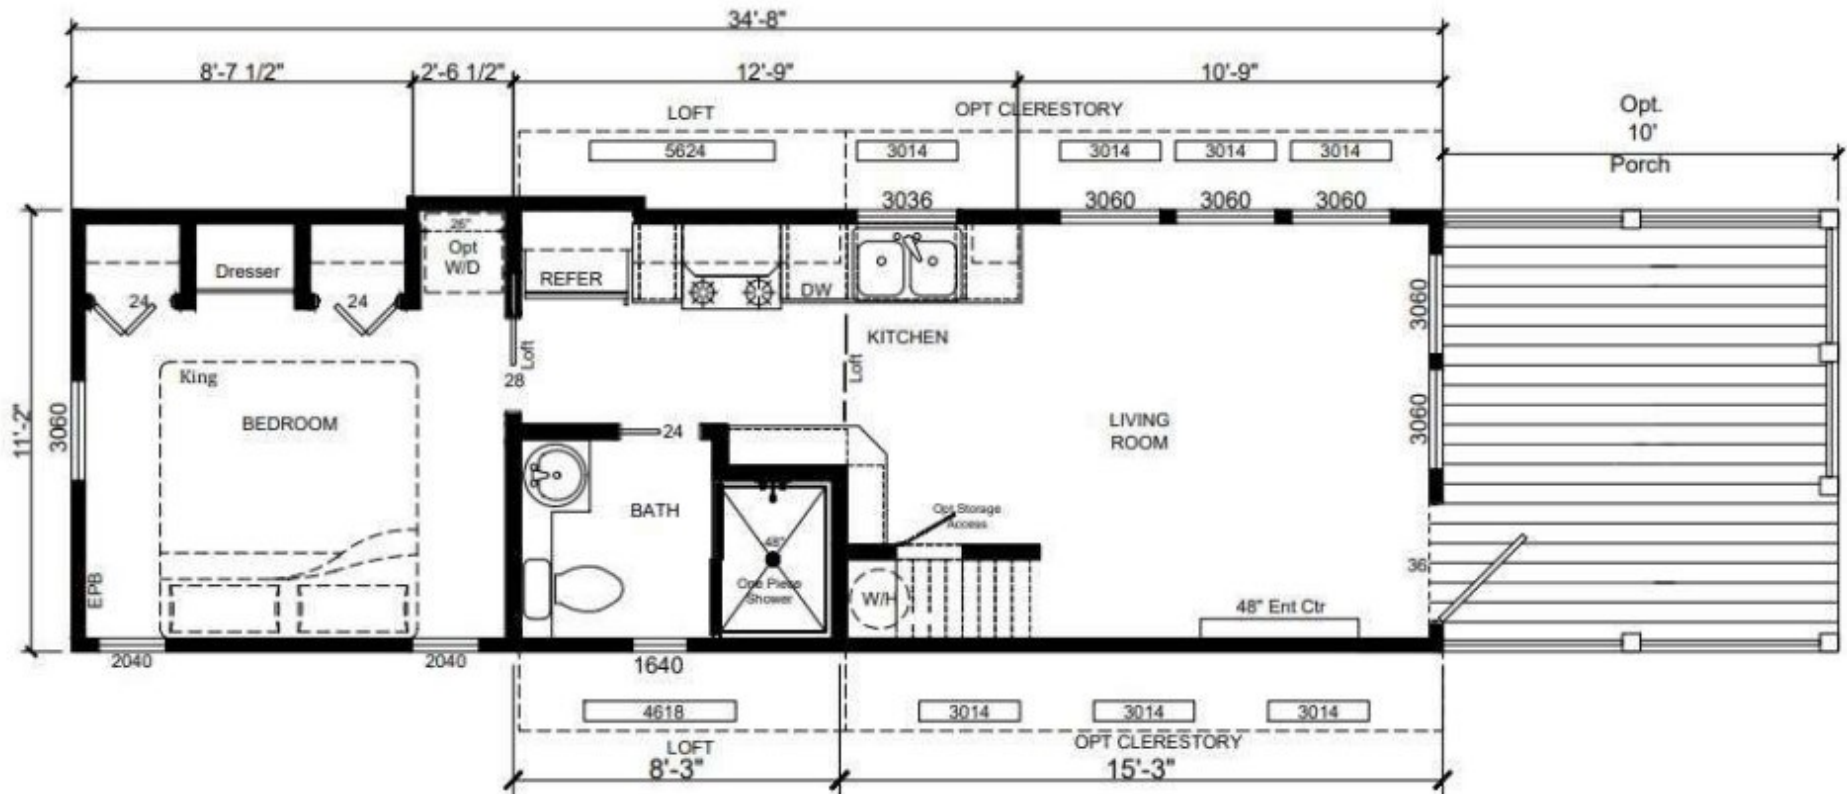 34'-8"
8'-7 1/2"
2'-6 1/2"
12'-9"
10'-9"
LOFT
OPT CLERESTORY
Opt.
10'
Porch
5624
3014
3014
3014
3014
3036
3060
3060
3060
26"
Opt
W/D
Dresser
REFER
DW
24
24
KITCHEN
Loft
Loft
King
28
BEDROOM
11'-2"
3060
3060
3060
LIVING
ROOM
24
BATH
Opt Storage
Access
48"
One Piece
Shower
W/H
EPB
36
48" Ent Ctr
2040
2040
1640
4618
3014
3014
3014
LOFT
OPT CLERESTORY
8'-3"
15'-3"